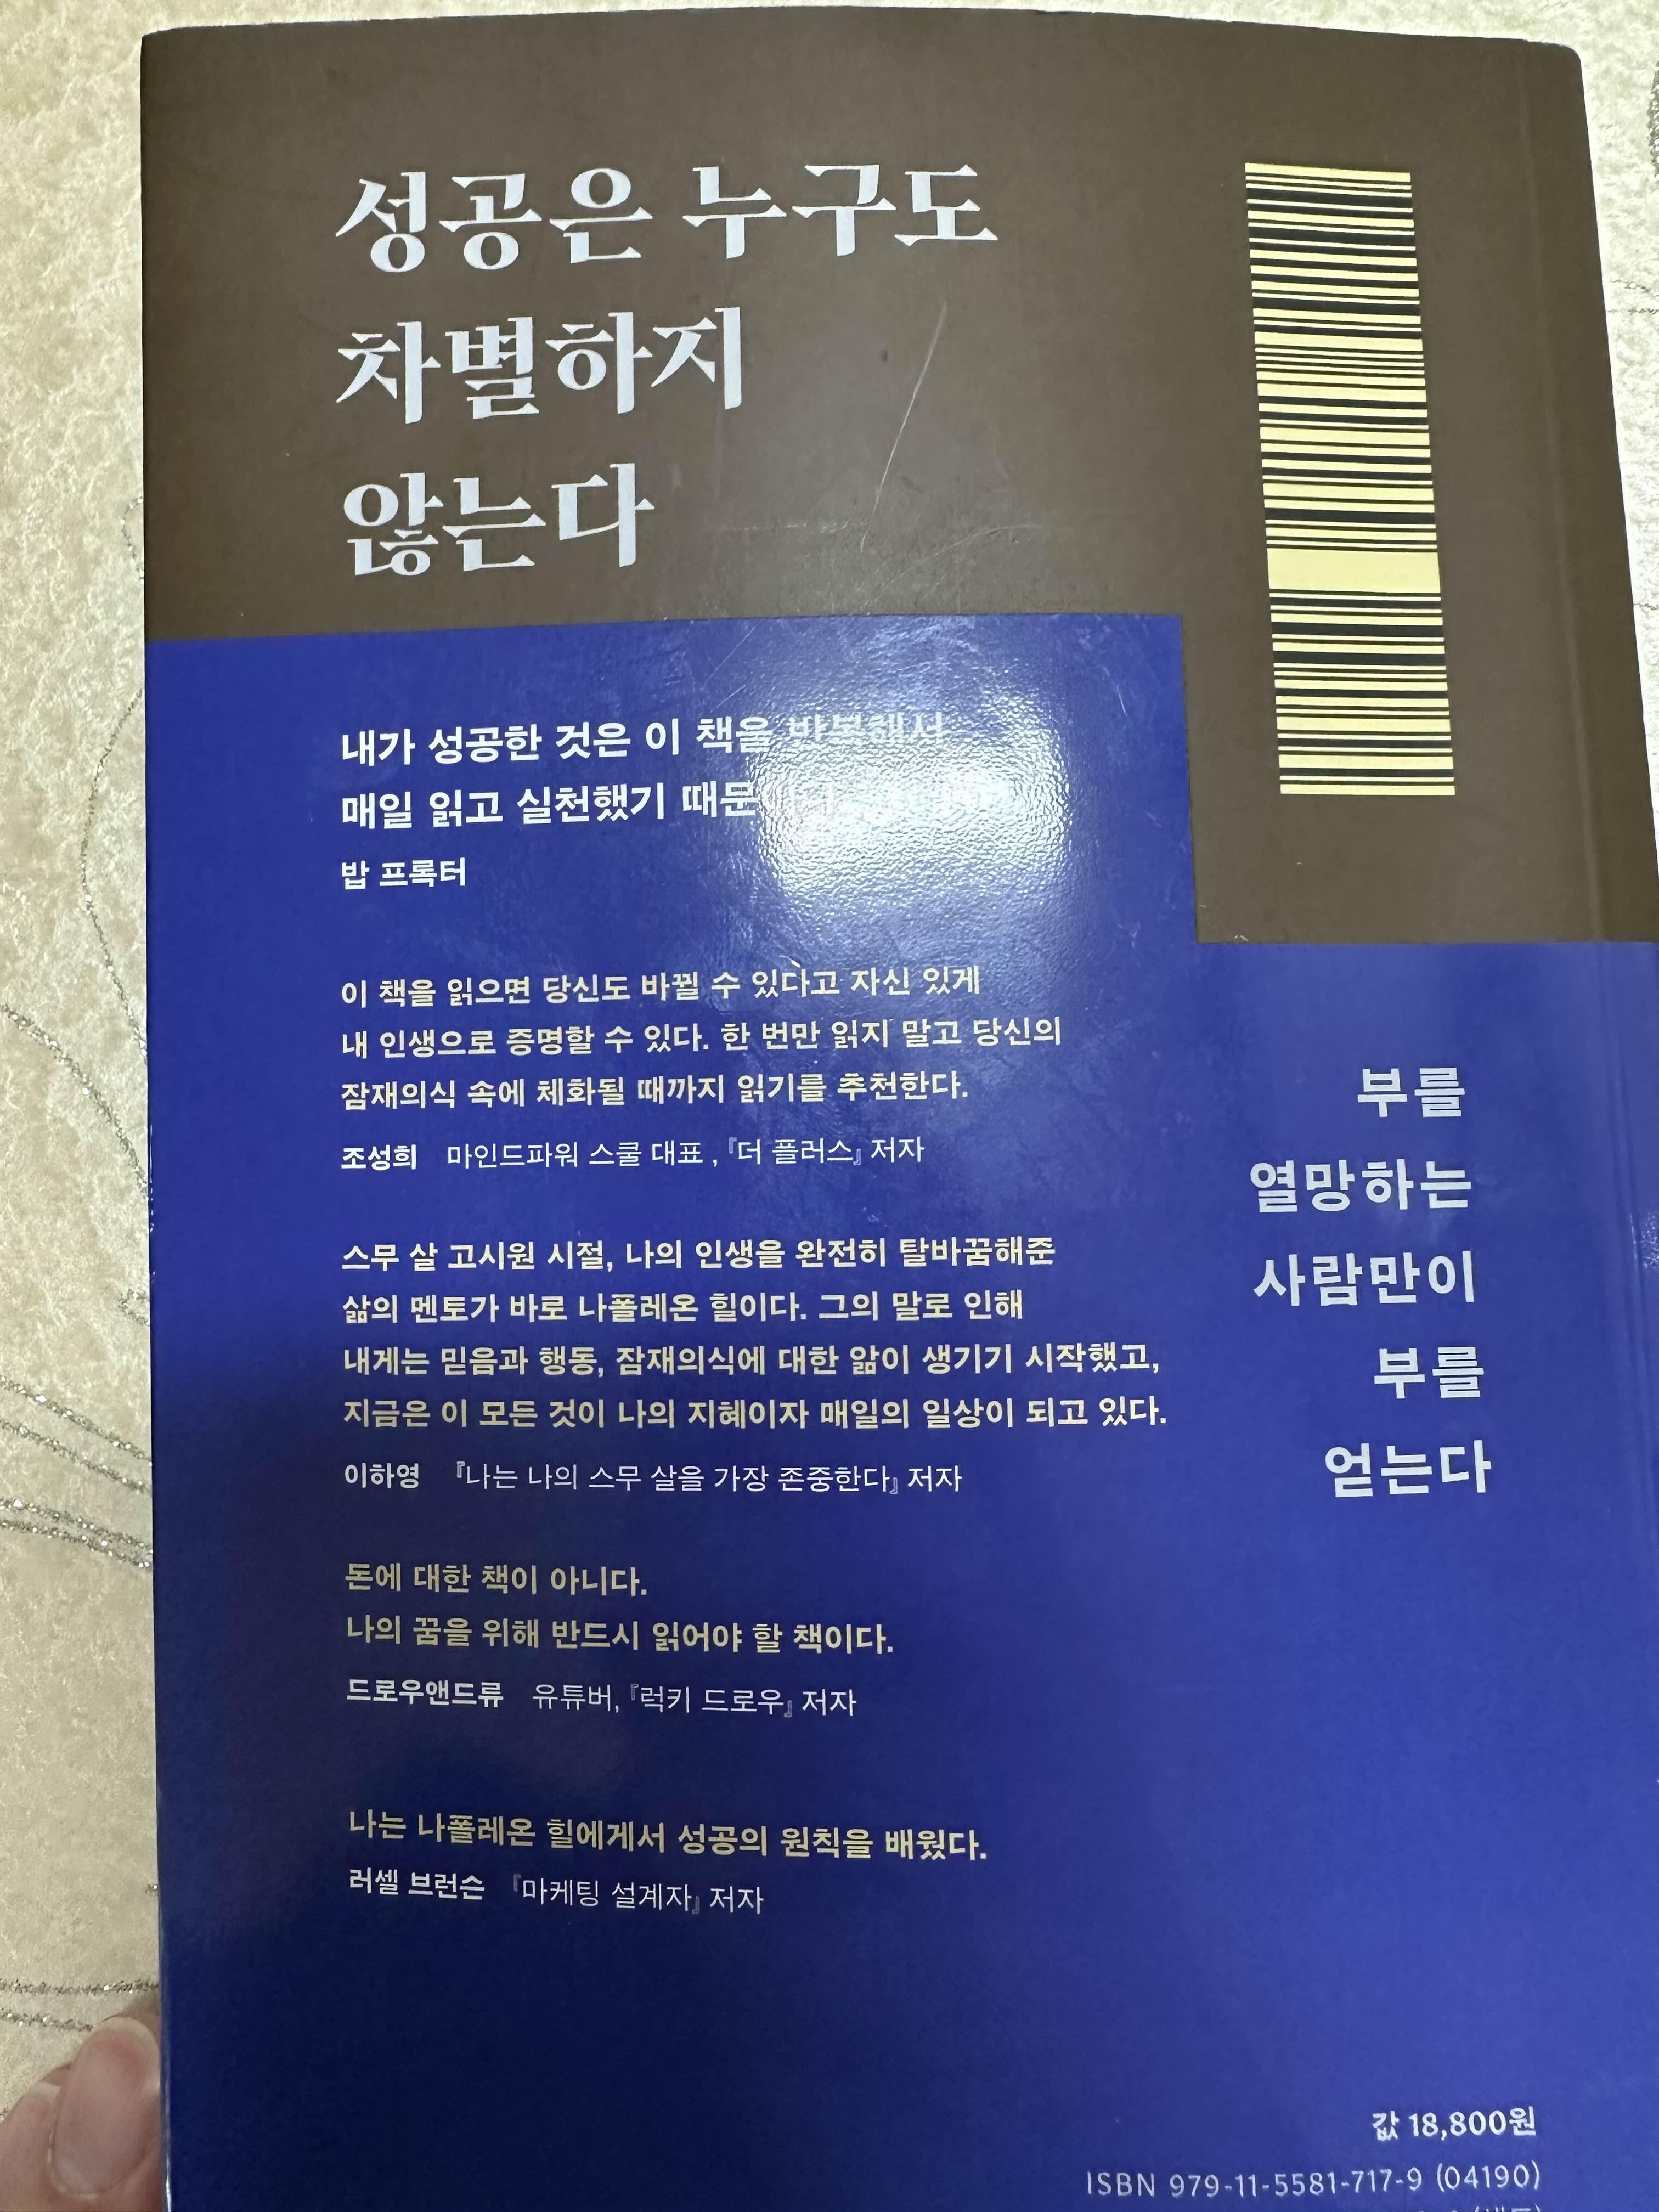 성공은 누구도
차별하지
않는다
내가 성공한 것은 이 책을 반복해서
매일 읽고 실천했기
밥 프록터
이 책을 읽으면 당신도 바뀔 수 있다고 자신 있게
내 인생으로 증명할 수 있다. 한 번만 읽지 말고 당신의
잠재의식 속에 체화될 때까지 읽기를 추천한다.
조성희 마인드파워 스쿨 대표, 『더 플러스』 저자
스무 살 고시원 시절, 나의 인생을 완전히 탈바꿈해준
삶의 멘토가 바로 나폴레온 힐이다. 그의 말로 인해
내게는 믿음과 행동, 잠재의식에 대한 앎이 생기기 시작했고,
지금은 이 모든 것이 나의 지혜이자 매일의 일상이 되고 있다.
이하영 『나는 나의 스무 살을 가장 존중한다』 저자
돈에 대한 책이 아니다.
나의 꿈을 위해 반드시 읽어야 할 책이다.
드로우앤드류 유튜버, 『럭키 드로우』 저자
나는 나폴레온 힐에게서 성공의 원칙을 배웠다.
러셀 브런슨 『마케팅 설계자』 저자
부를
열망하는
사람만이
부를
얻는다
값 18,800원
ISBN 979-11-5581-717-9 (04190)